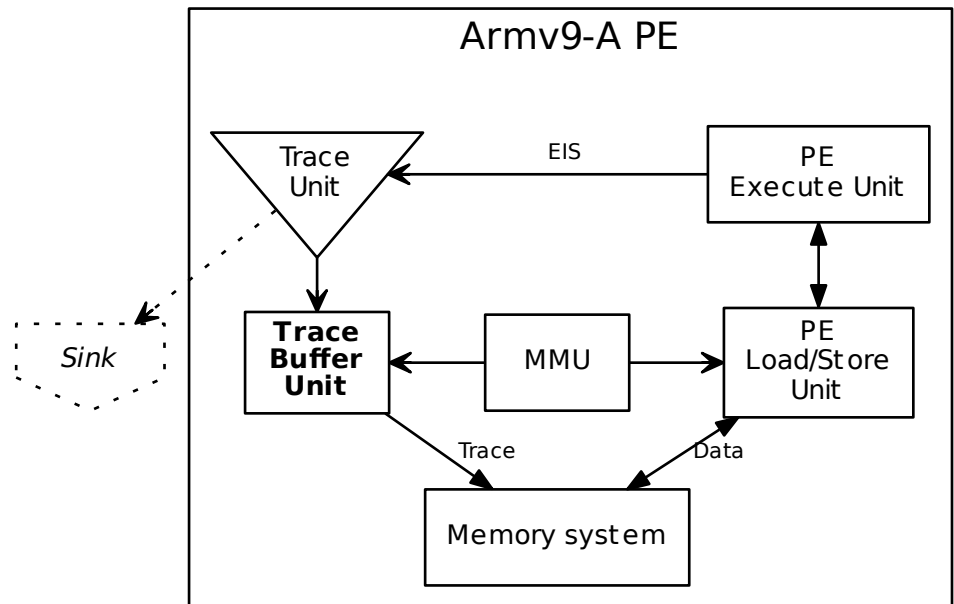 Armv9-A PE
Trace
Unit
EIS
PE
Execute Unit
Sink
Trace
Buffer
Unit
MMU
PE
Load/Store
Unit
Trace
Data
Memory system